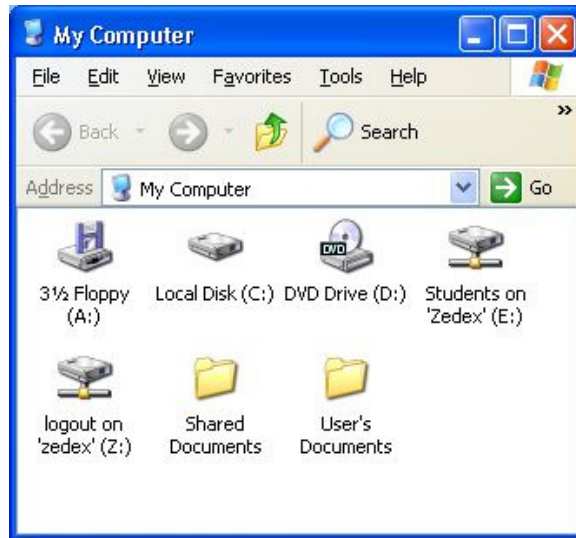 My Computer
File Edit View Favorites Tools Help
Back Search »
Address My Computer Go
3½ Floppy (A:)
Local Disk (C:)
DVD
DVD Drive (D:)
Students on
'Zedex' (E:)
logout on
'zedex' (Z:)
Shared
Documents
User's
Documents